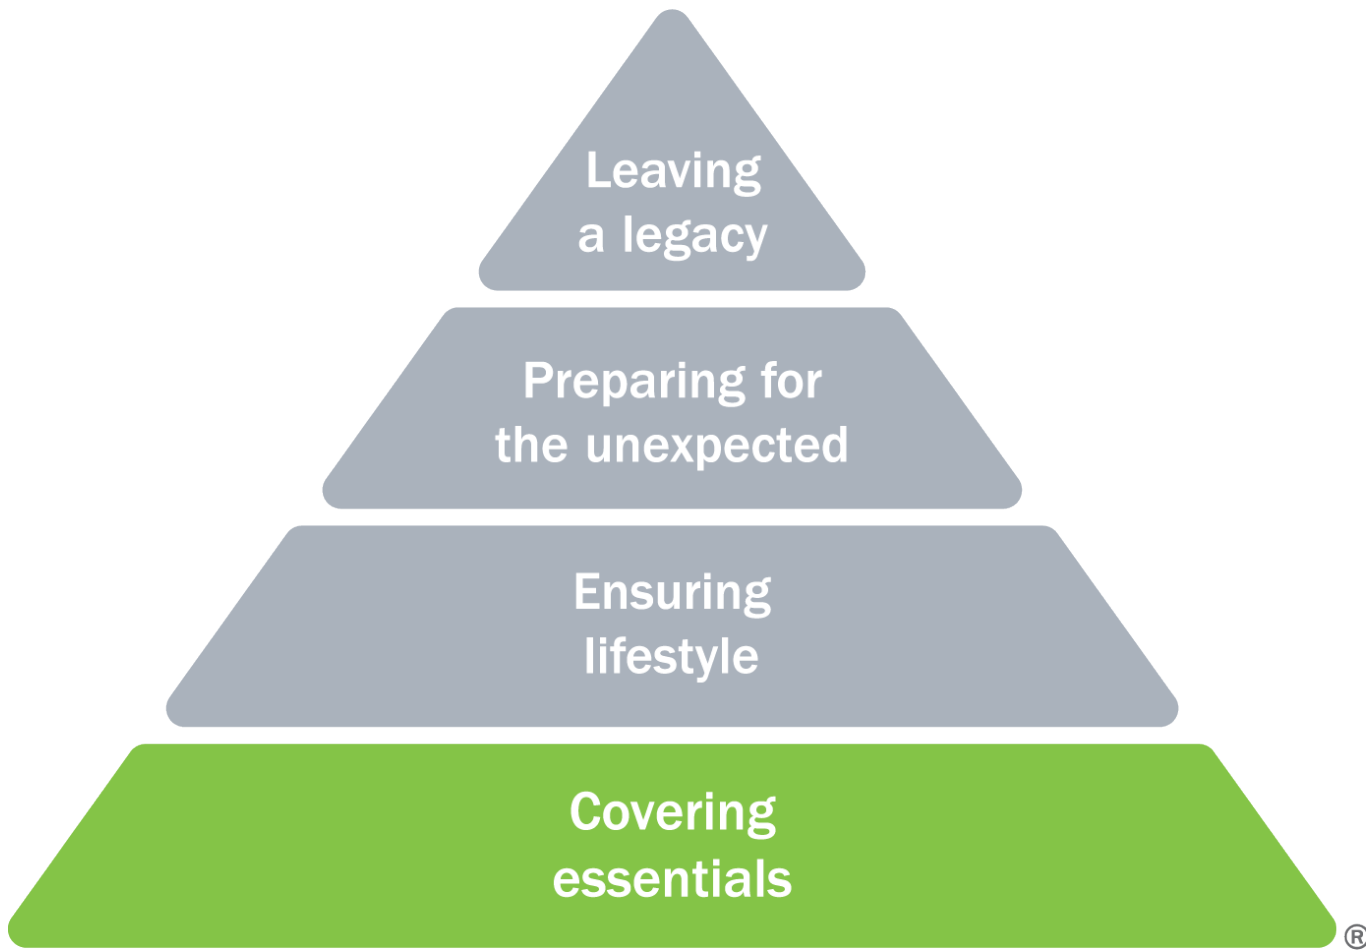 Leaving
a legacy
Preparing for
the unexpected
Ensuring
lifestyle
Covering
essentials
®